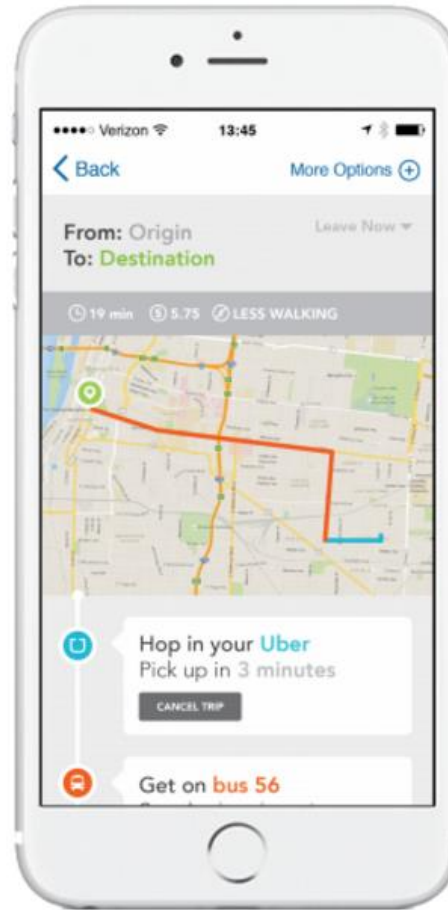 Verizon 13:45
Back More Options
From: Origin Leave Now
To: Destination
19 min 5.75 LESS WALKING
Hop in your Uber
Pick up in 3 minutes
CANCEL TRIP
Get on bus 56